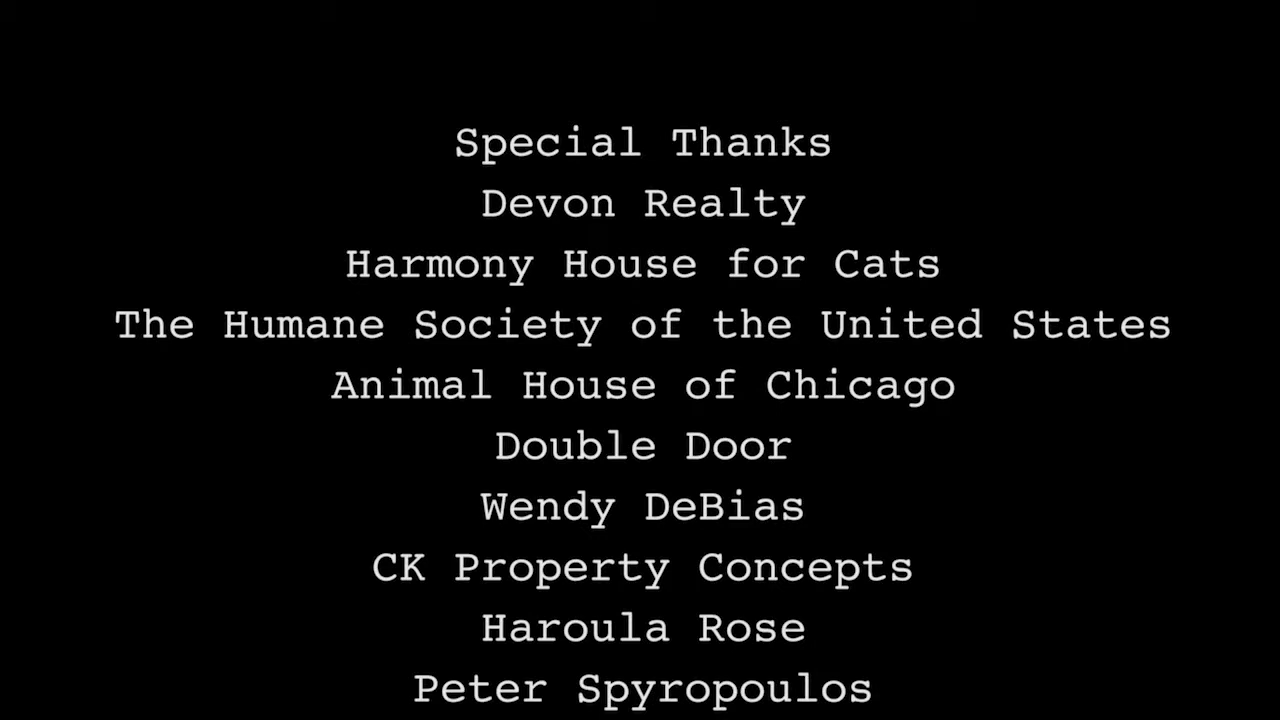 Special Thanks
Devon Realty
Harmony House for Cats
The Humane Society of the United States
Animal House of Chicago
Double Door
Wendy DeBias
CK Property Concepts
Haroula Rose
Peter Spyropoulos